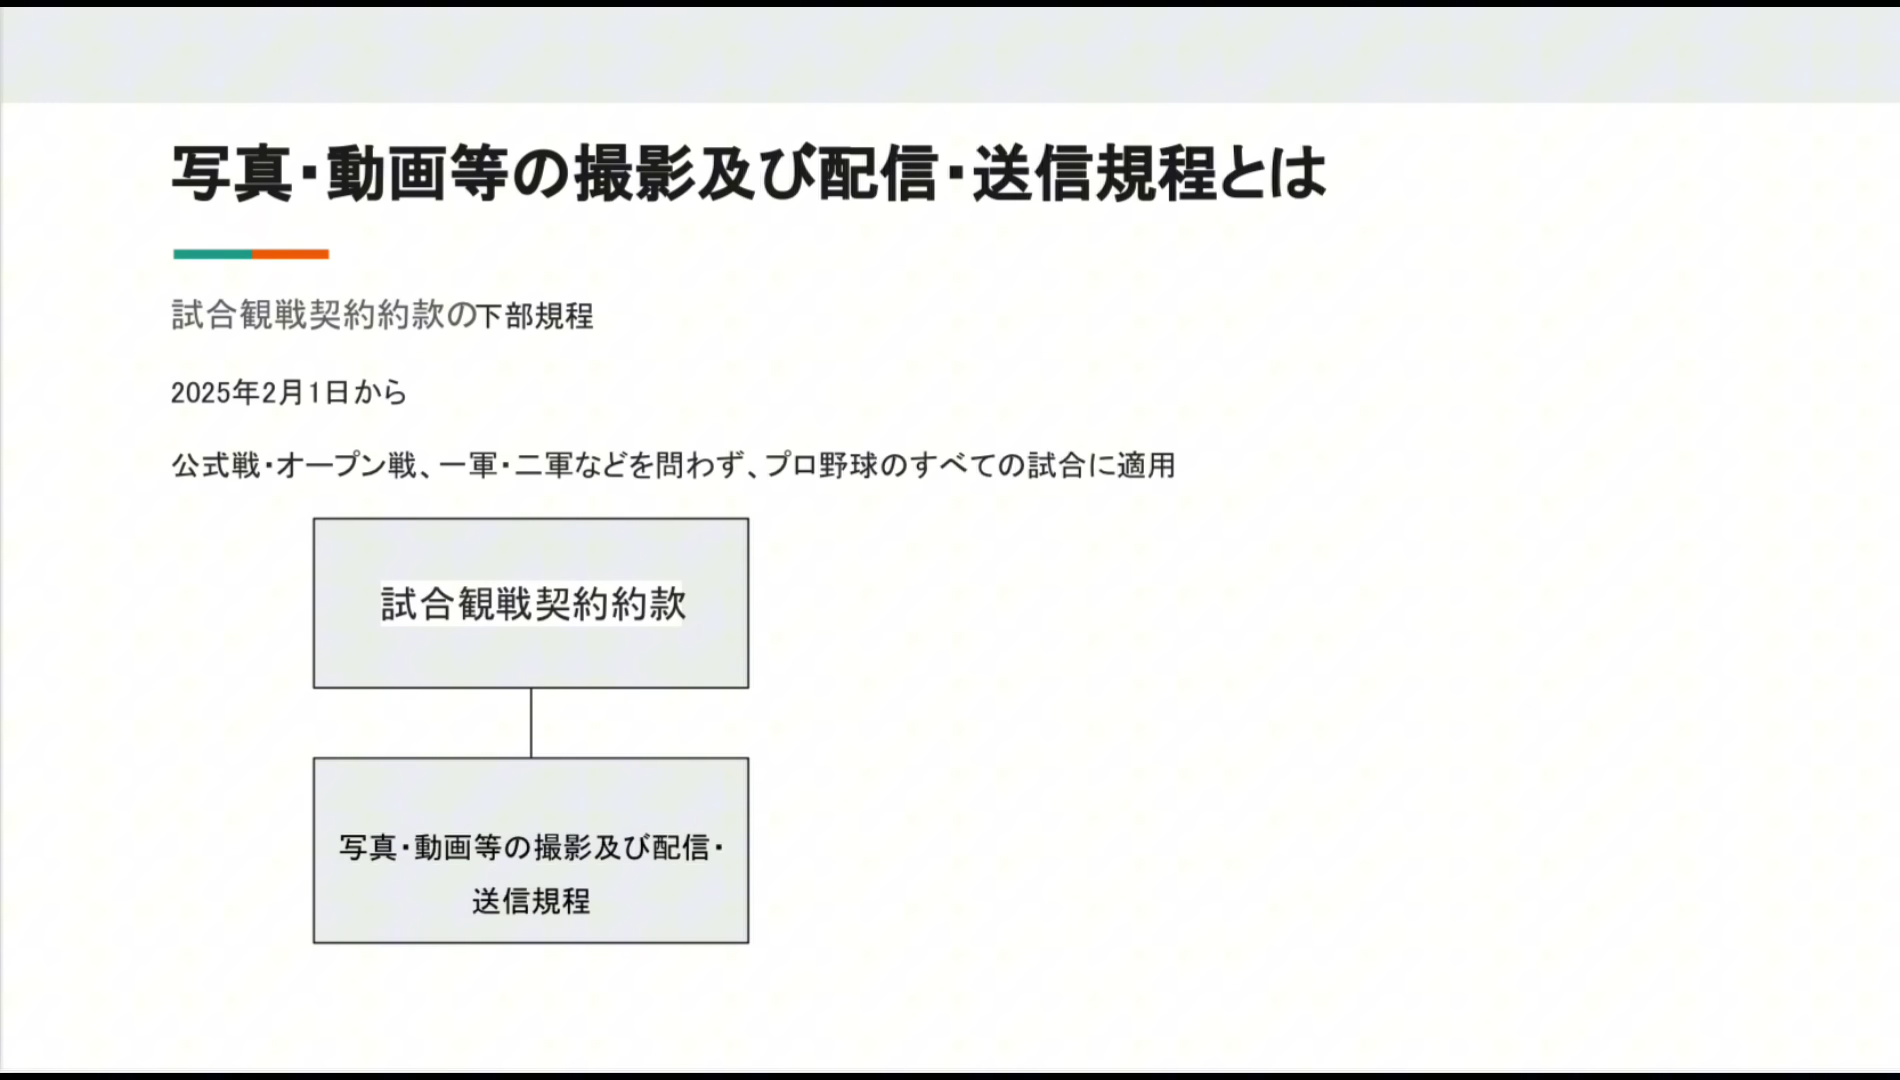 写真・動画等の撮影及び配信・送信規程とは
試合観戦契約約款の下部規程
2025年2月1日から
公式戦・オープン戦、一軍・二軍などを問わず、プロ野球のすべての試合に適用
試合観戦契約約款
写真・動画等の撮影及び配信・
送信規程